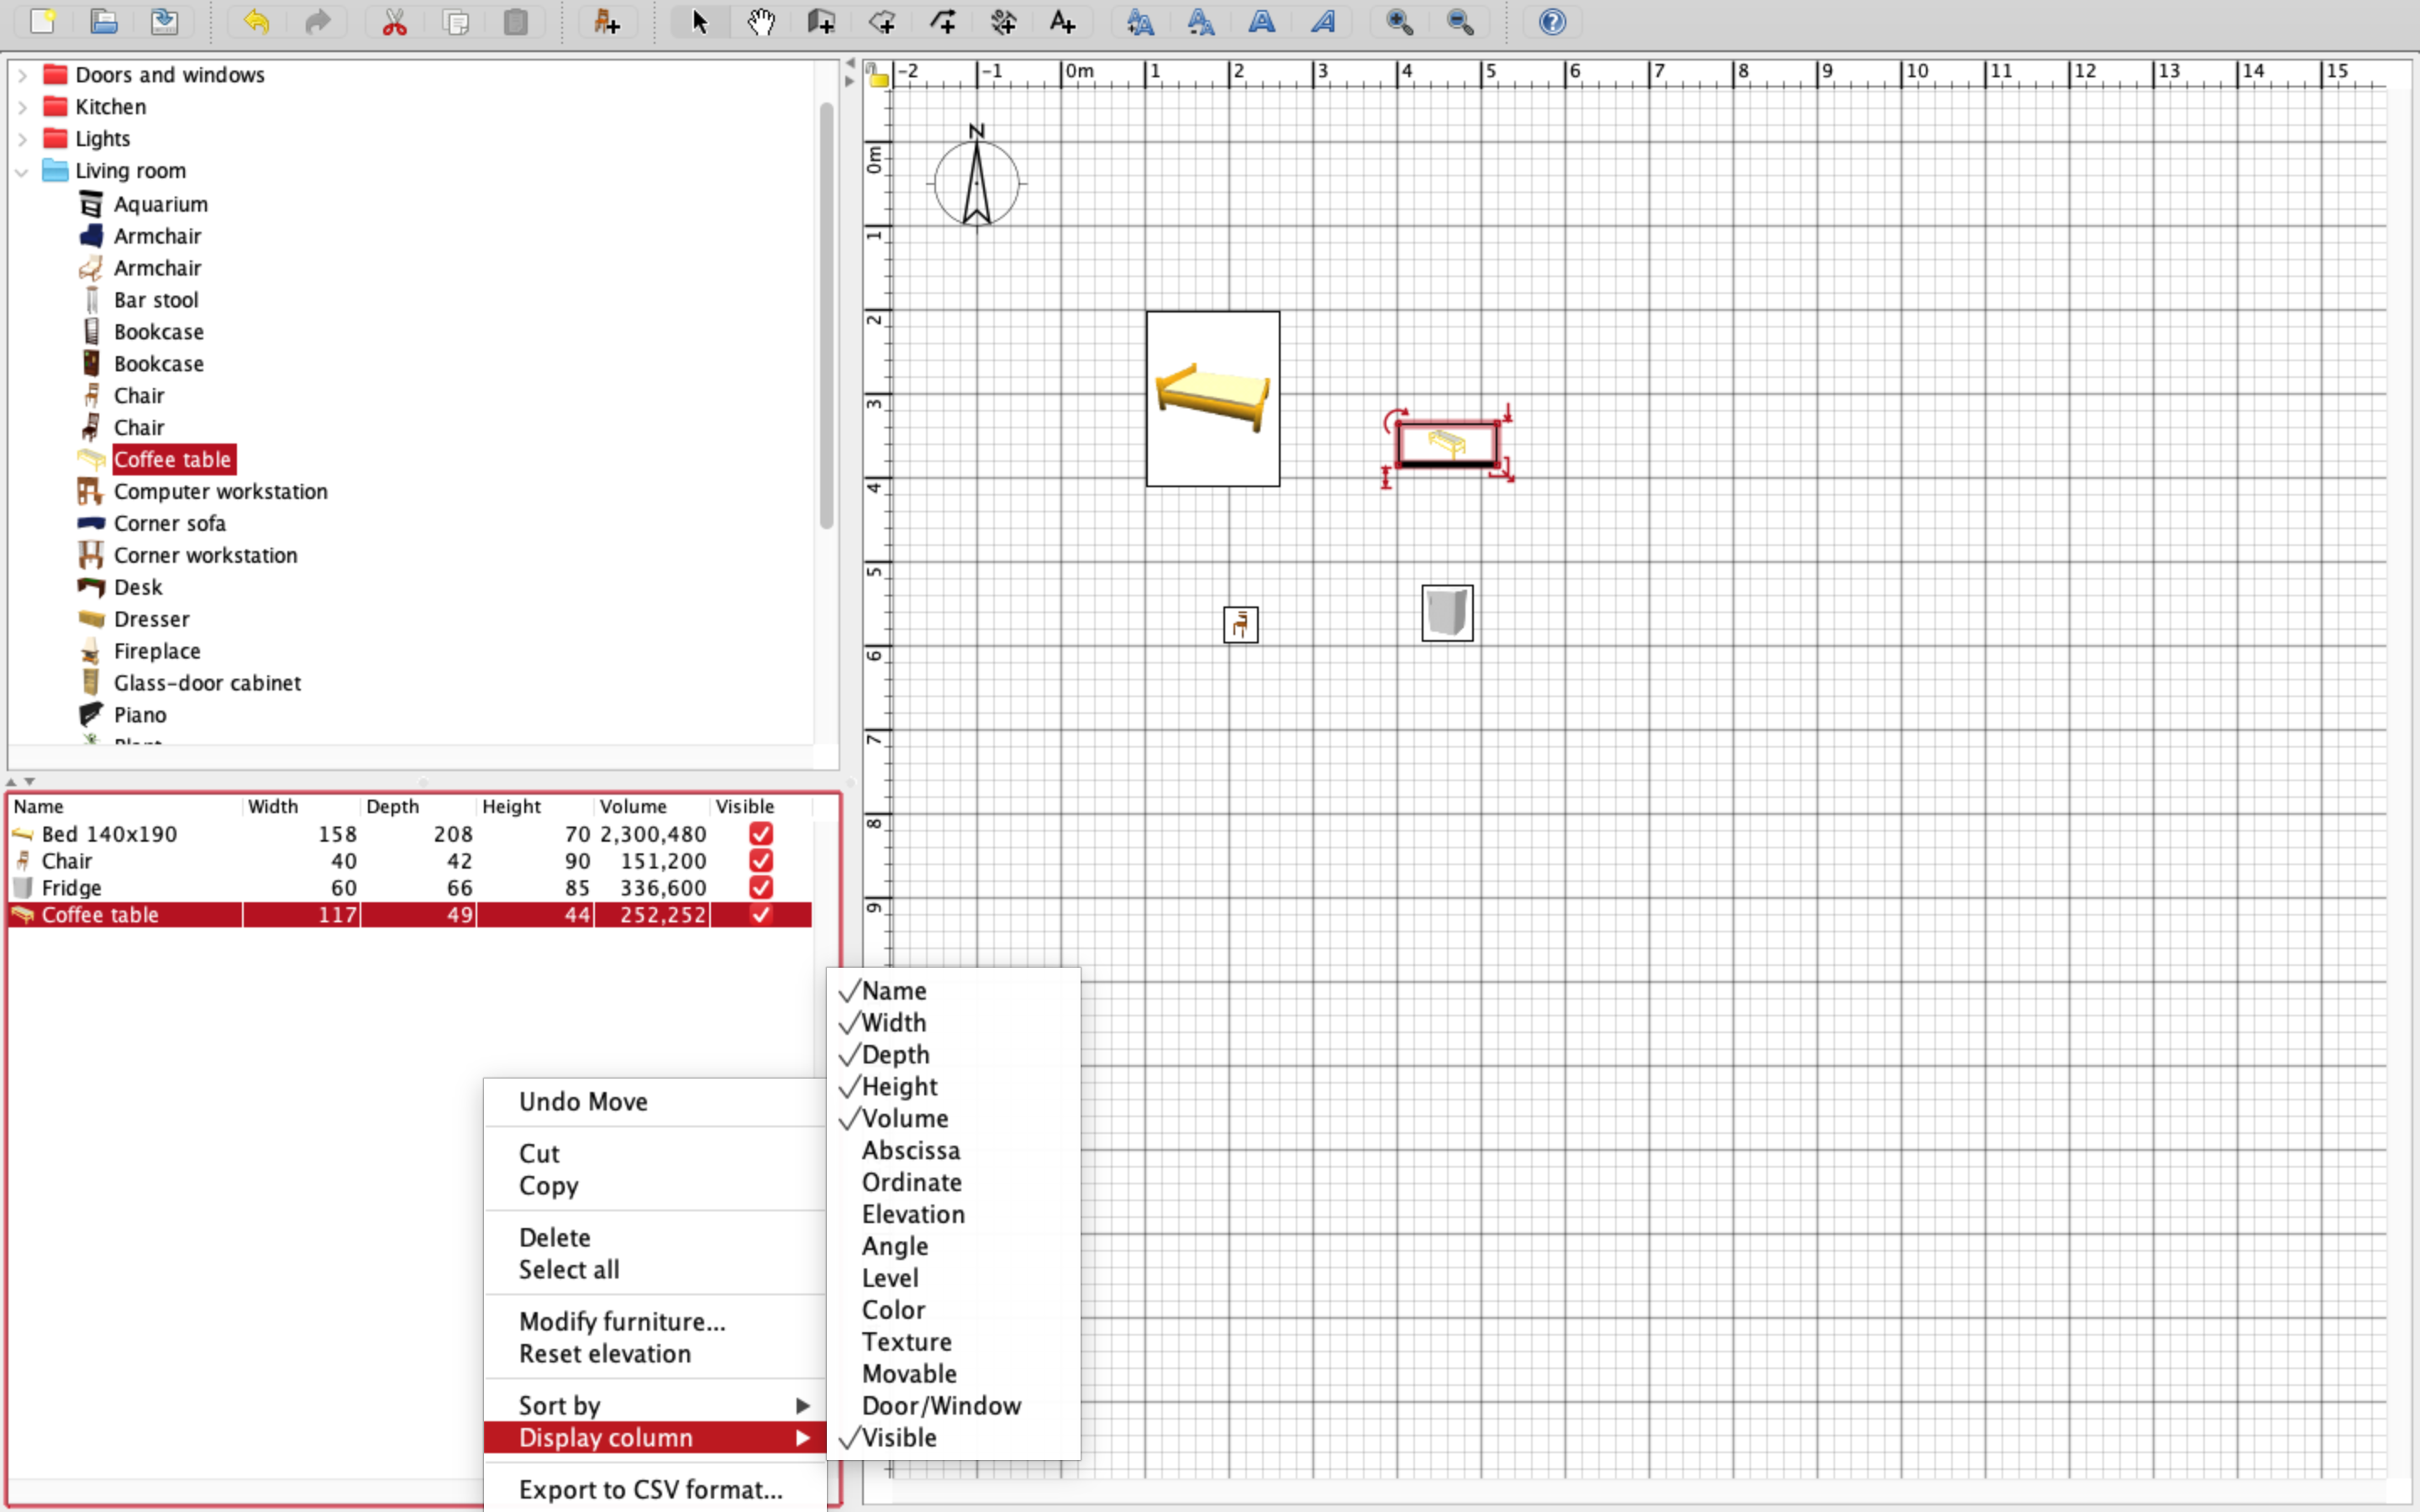 -2 -1 0m 1 2 3 4 5 6 7 8 9 10 11 12 13 14 15
Doors and windows
Kitchen
Lights
Living room
Aquarium
Armchair
Armchair
Bar stool
Bookcase
Bookcase
Chair
Chair
Coffee table
Computer workstation
Corner sofa
Corner workstation
Desk
Dresser
Fireplace
Glass-door cabinet
Piano
N
0m
1
2
3
4
5
6
7
8
9
Name Width Depth Height Volume Visible
Bed 140x190 158 208 70 2,300,480
Chair 40 42 90 151,200
Fridge 60 66 85 336,600
Coffee table 117 49 44 252,252
Undo Move
Cut
Copy
Delete
Select all
Modify furniture...
Reset elevation
Sort by
Display column
Export to CSV format...
Name
Width
Depth
Height
Volume
Abscissa
Ordinate
Elevation
Angle
Level
Color
Texture
Movable
Door/Window
Visible